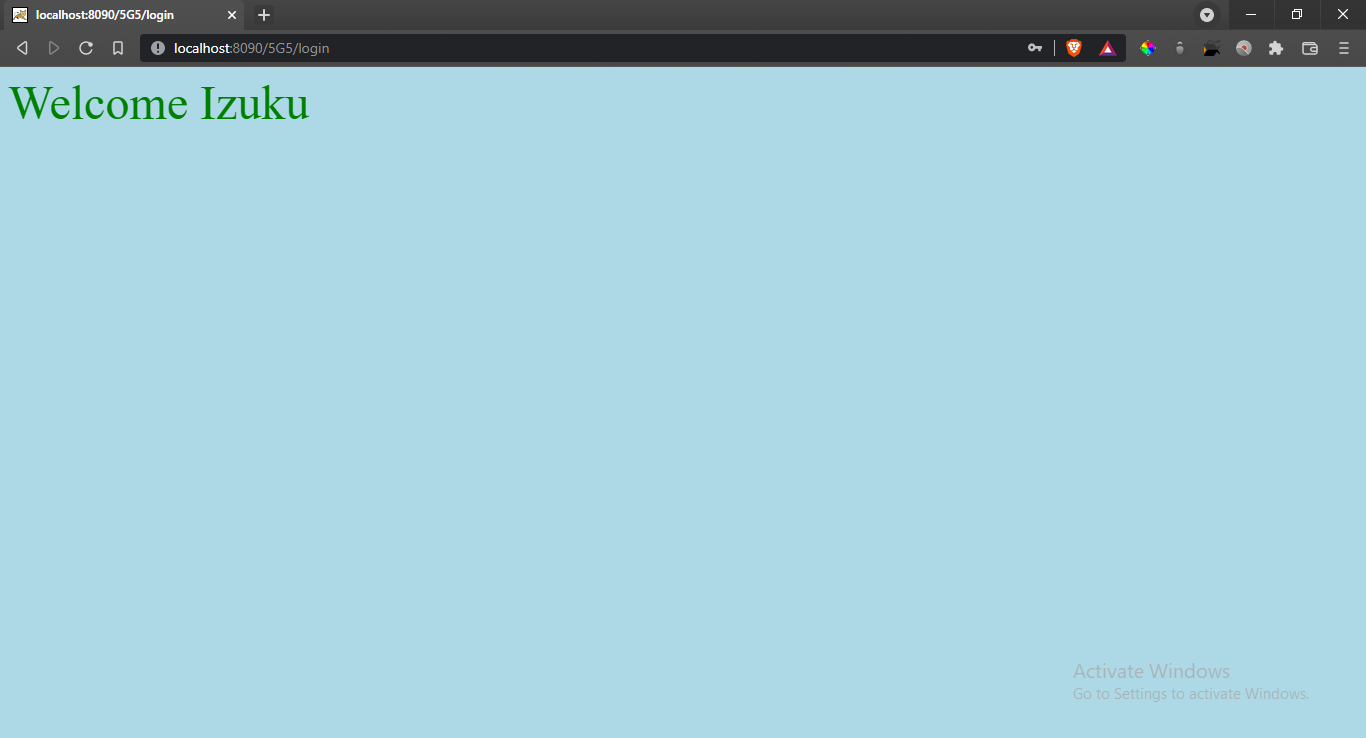 localhost:8090/5G5/login
localhost:8090/5G5/login
Welcome Izuku
Activate Windows
Go to Settings to activate Windows.